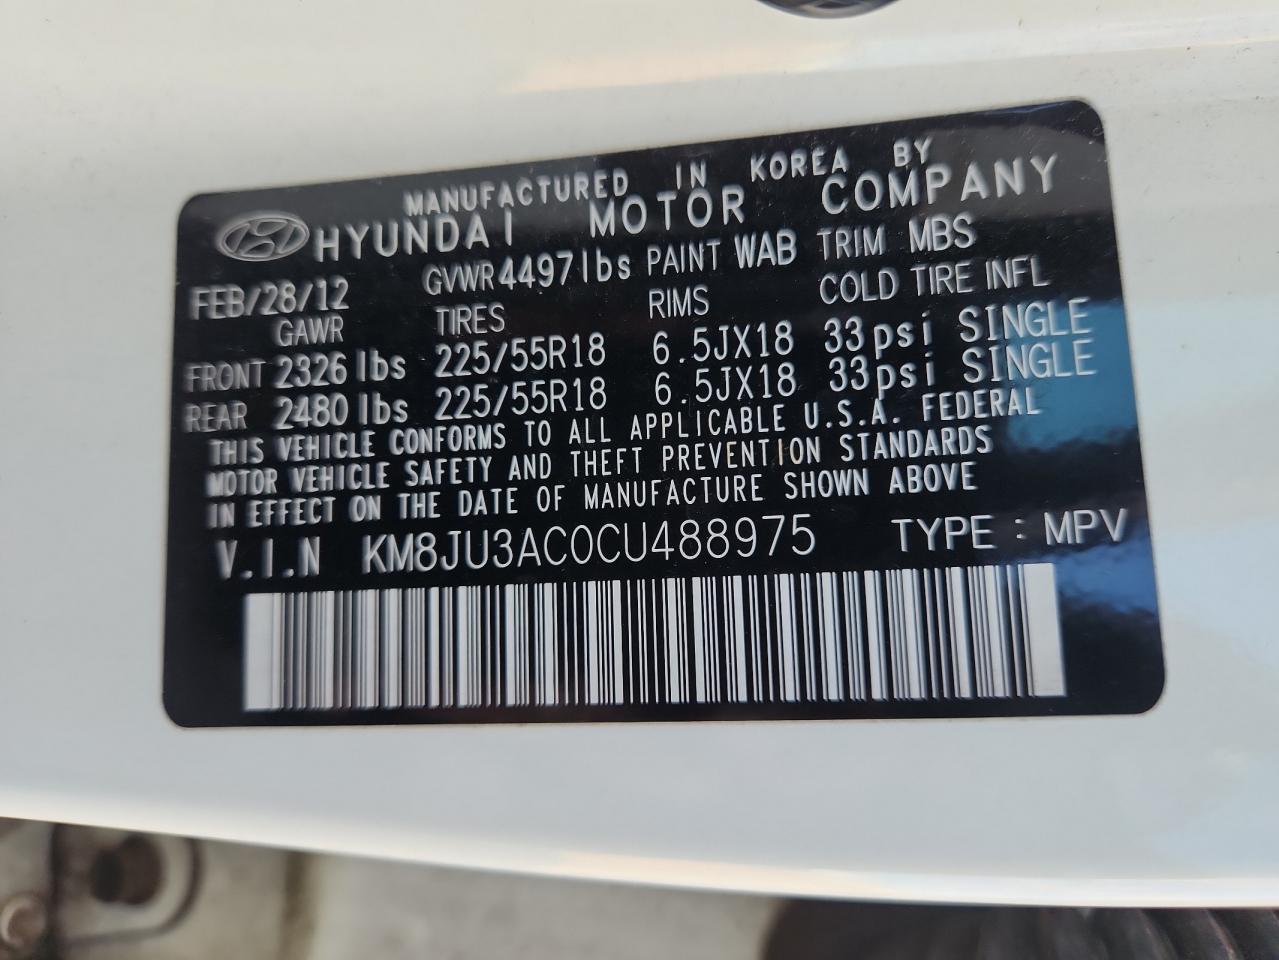 MANUFACTURED IN KOREA BY
HYUNDAI MOTOR COMPANY
FEB/28/12 GVWR 4497lbs PAINT WAB TRIM MBS
GAWR TIRES RIMS COLD TIRE INFL
FRONT 2326 lbs 225/55R18 6.5JX18 33psi SINGLE
REAR 2480 lbs 225/55R18 6.5JX18 33psi SINGLE
THIS VEHICLE CONFORMS TO ALL APPLICABLE U.S.A. FEDERAL
MOTOR VEHICLE SAFETY AND THEFT PREVENTION STANDARDS
IN EFFECT ON THE DATE OF MANUFACTURE SHOWN ABOVE
V.I.N KM8JU3AC0CU488975 TYPE : MPV